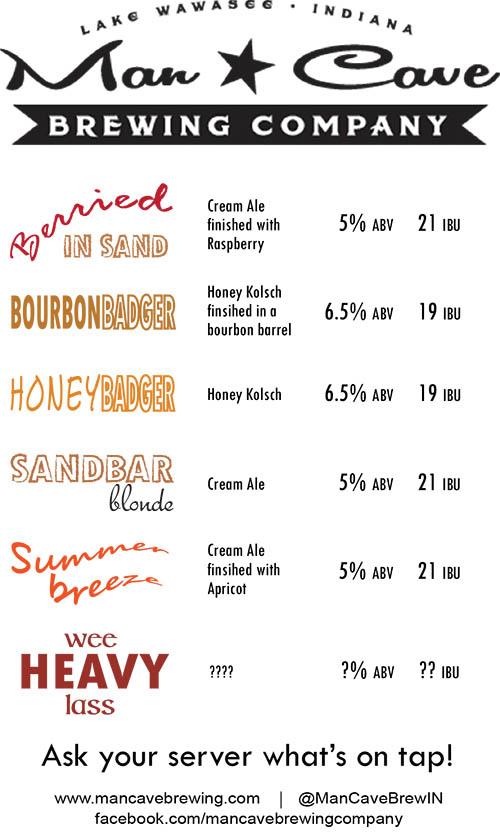 LAKE WAWASEE · INDIANA
Man ★ Cave
BREWING COMPANY
Berried
IN SAND
Cream Ale
finished with
Raspberry
5% ABV 21 IBU
BOURBONBADGER
Honey Kolsch
finsihed in a
bourbon barrel
6.5% ABV 19 IBU
HONEYBADGER
Honey Kolsch
6.5% ABV 19 IBU
SANDBAR
blonde
Cream Ale
5% ABV 21 IBU
Summer
breeze
Cream Ale
finsihed with
Apricot
5% ABV 21 IBU
wee
HEAVY
lass
????
?% ABV ?? IBU
Ask your server what's on tap!
www.mancavebrewing.com | @ManCaveBrewIN
facebook.com/mancavebrewingcompany